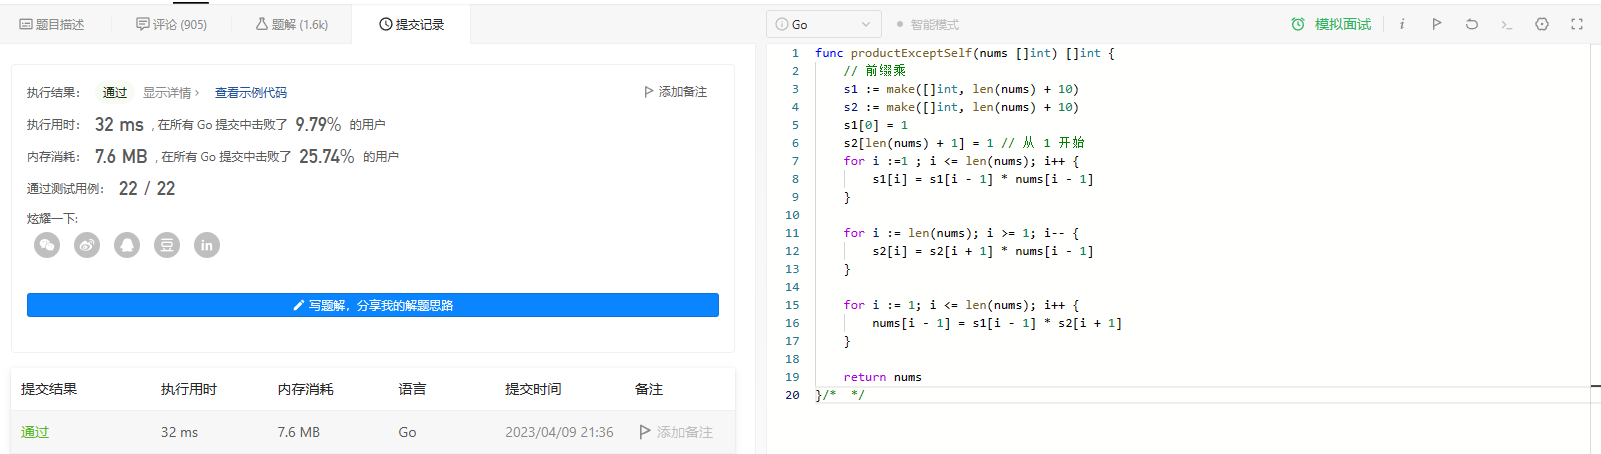 题目描述
评论 (905)
题解 (1.6k)
提交记录
执行结果： 通过 显示详情 › 查看示例代码 添加备注
执行用时： 32 ms , 在所有 Go 提交中击败了 9.79% 的用户
内存消耗： 7.6 MB , 在所有 Go 提交中击败了 25.74% 的用户
通过测试用例： 22 / 22
炫耀一下:
豆 in
写题解，分享我的解题思路
提交结果 执行用时 内存消耗 语言 提交时间 备注
通过 32 ms 7.6 MB Go 2023/04/09 21:36 添加备注
Go 智能模式 模拟面试
1 func productExceptSelf(nums []int) []int {
2     // 前缀乘
3     s1 := make([]int, len(nums) + 10)
4     s2 := make([]int, len(nums) + 10)
5     s1[0] = 1
6     s2[len(nums) + 1] = 1 // 从 1 开始
7     for i :=1 ; i <= len(nums); i++ {
8         s1[i] = s1[i - 1] * nums[i - 1]
9     }
10
11     for i := len(nums); i >= 1; i-- {
12         s2[i] = s2[i + 1] * nums[i - 1]
13     }
14
15     for i := 1; i <= len(nums); i++ {
16         nums[i - 1] = s1[i - 1] * s2[i + 1]
17     }
18
19     return nums
20 }/*  */